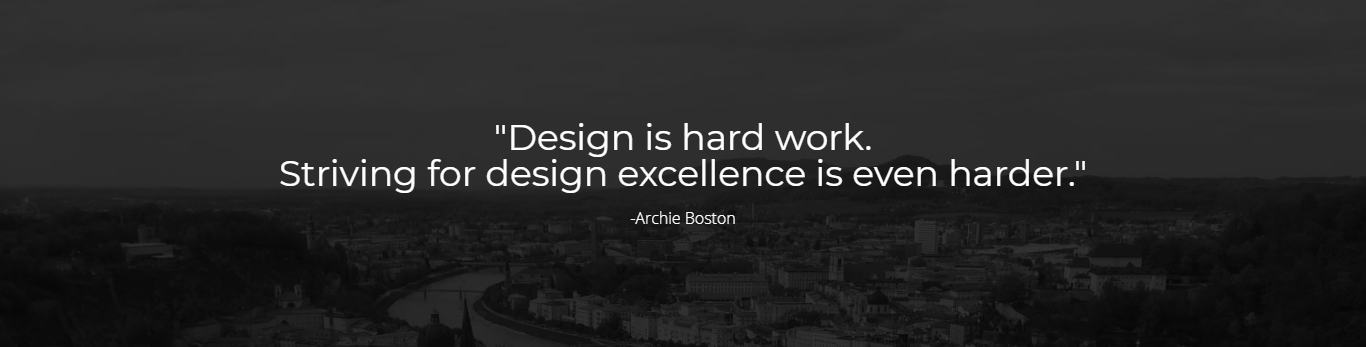 "Design is hard work.
Striving for design excellence is even harder."
-Archie Boston